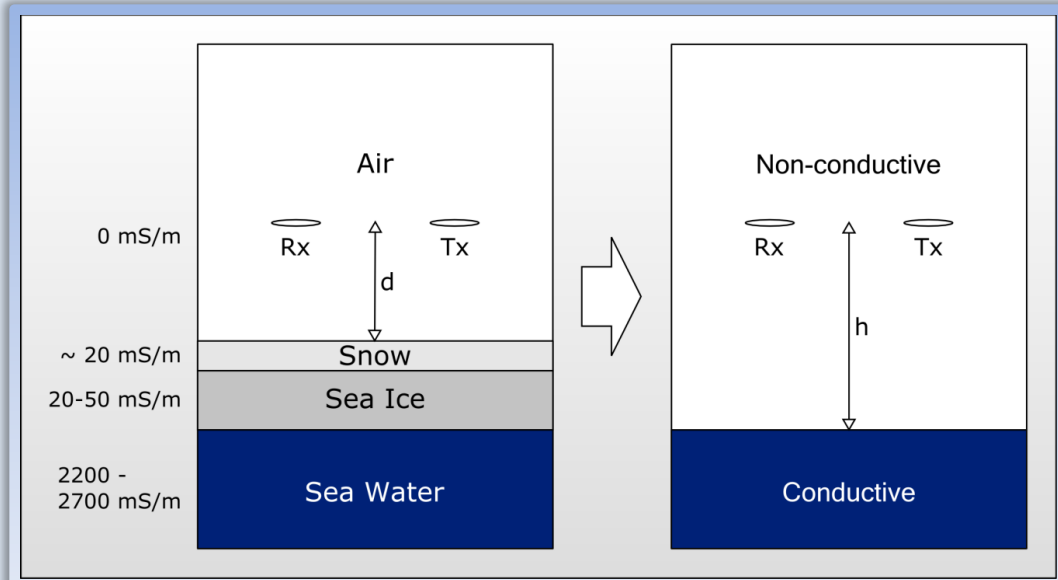 Air
Non-conductive
0 mS/m
Rx
Tx
d
Rx
Tx
h
~ 20 mS/m
Snow
20-50 mS/m
Sea Ice
2200 -
2700 mS/m
Sea Water
Conductive